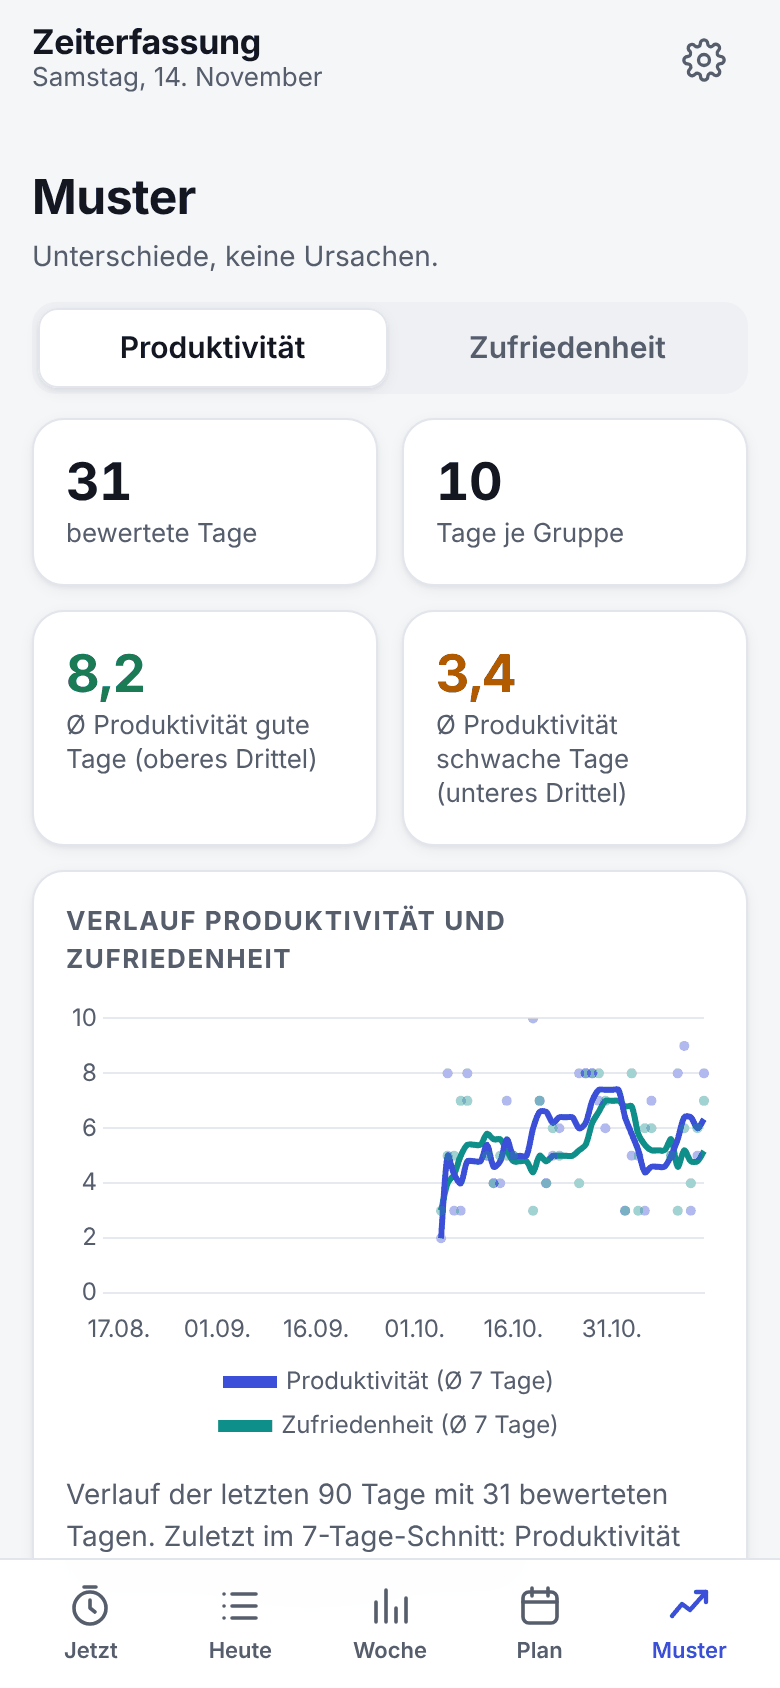 Zeiterfassung
Samstag, 14. November
Muster
Unterschiede, keine Ursachen.
Produktivität
Zufriedenheit
31
bewertete Tage
10
Tage je Gruppe
8,2
Ø Produktivität gute
Tage (oberes Drittel)
3,4
Ø Produktivität
schwache Tage
(unteres Drittel)
VERLAUF PRODUKTIVITÄT UND
ZUFRIEDENHEIT
10
8
6
4
2
0
17.08. 01.09. 16.09. 01.10. 16.10. 31.10.
Produktivität (Ø 7 Tage)
Zufriedenheit (Ø 7 Tage)
Verlauf der letzten 90 Tage mit 31 bewerteten
Tagen. Zuletzt im 7-Tage-Schnitt: Produktivität
Jetzt
Heute
Woche
Plan
Muster